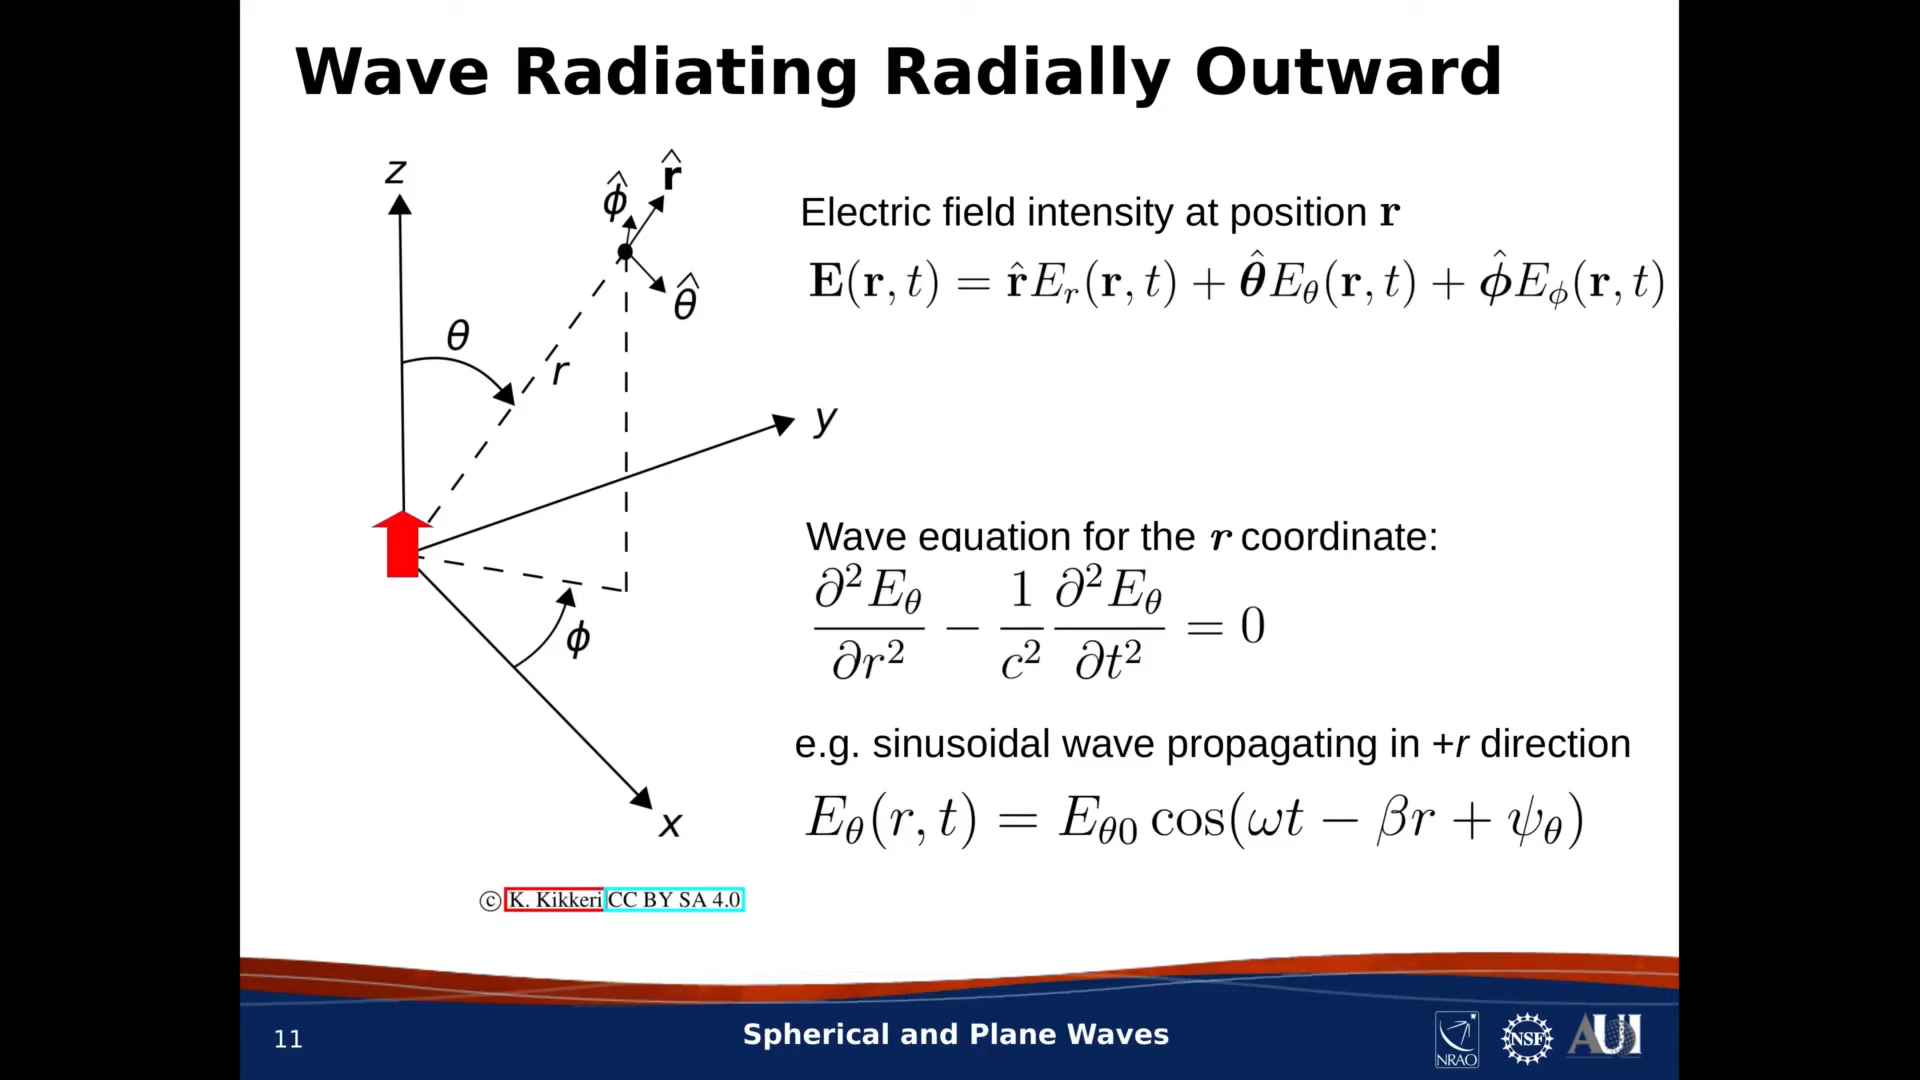 Wave Radiating Radially Outward
z
ϕ̂
r̂
θ̂
θ
r
y
ϕ
x
Electric field intensity at position r
E(r, t) = r̂E_r(r, t) + θ̂E_θ(r, t) + ϕ̂E_ϕ(r, t)
Wave equation for the r coordinate:
∂²E_θ/∂r² − 1/c² ∂²E_θ/∂t² = 0
e.g. sinusoidal wave propagating in +r direction
E_θ(r, t) = E_θ0 cos(ωt − βr + ψ_θ)
© K. Kikkeri CC BY SA 4.0
11
Spherical and Plane Waves
NRAO
NSF
AUI